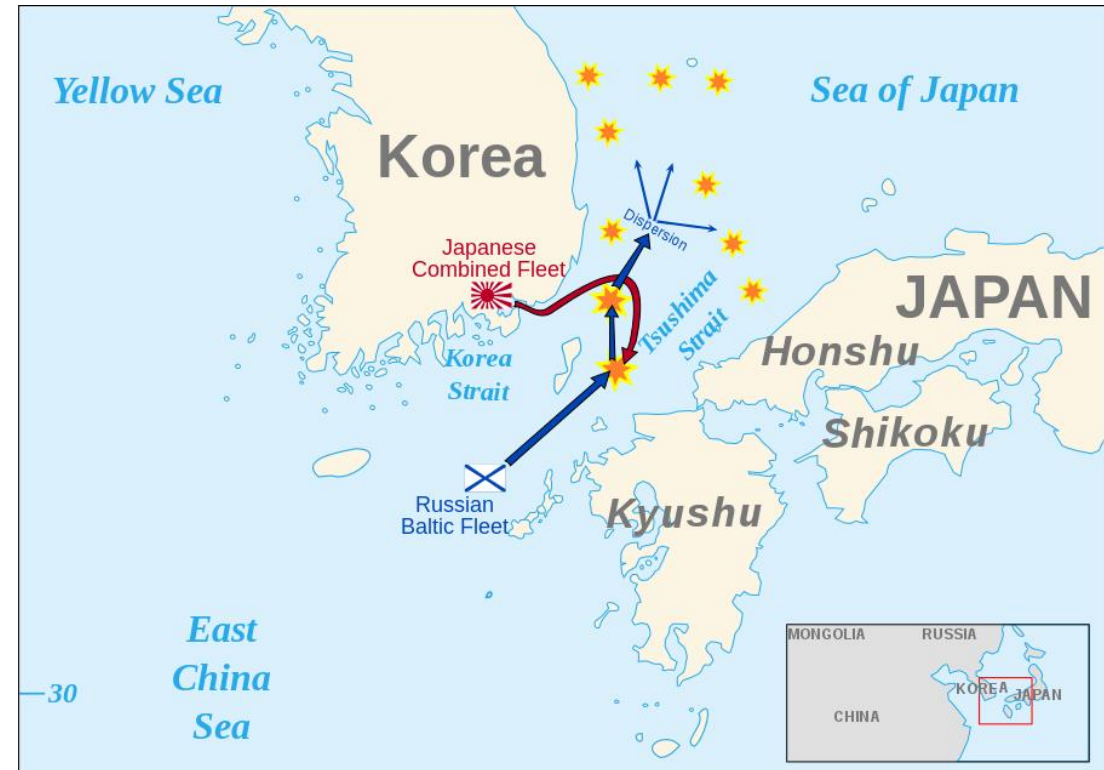 Yellow Sea
Sea of Japan
Korea
Dispersion
Japanese
Combined Fleet
Tsushima
Strait
JAPAN
Honshu
Korea
Strait
Shikoku
Russian
Baltic Fleet
Kyushu
East
China
Sea
30
MONGOLIA
RUSSIA
KOREA
JAPAN
CHINA